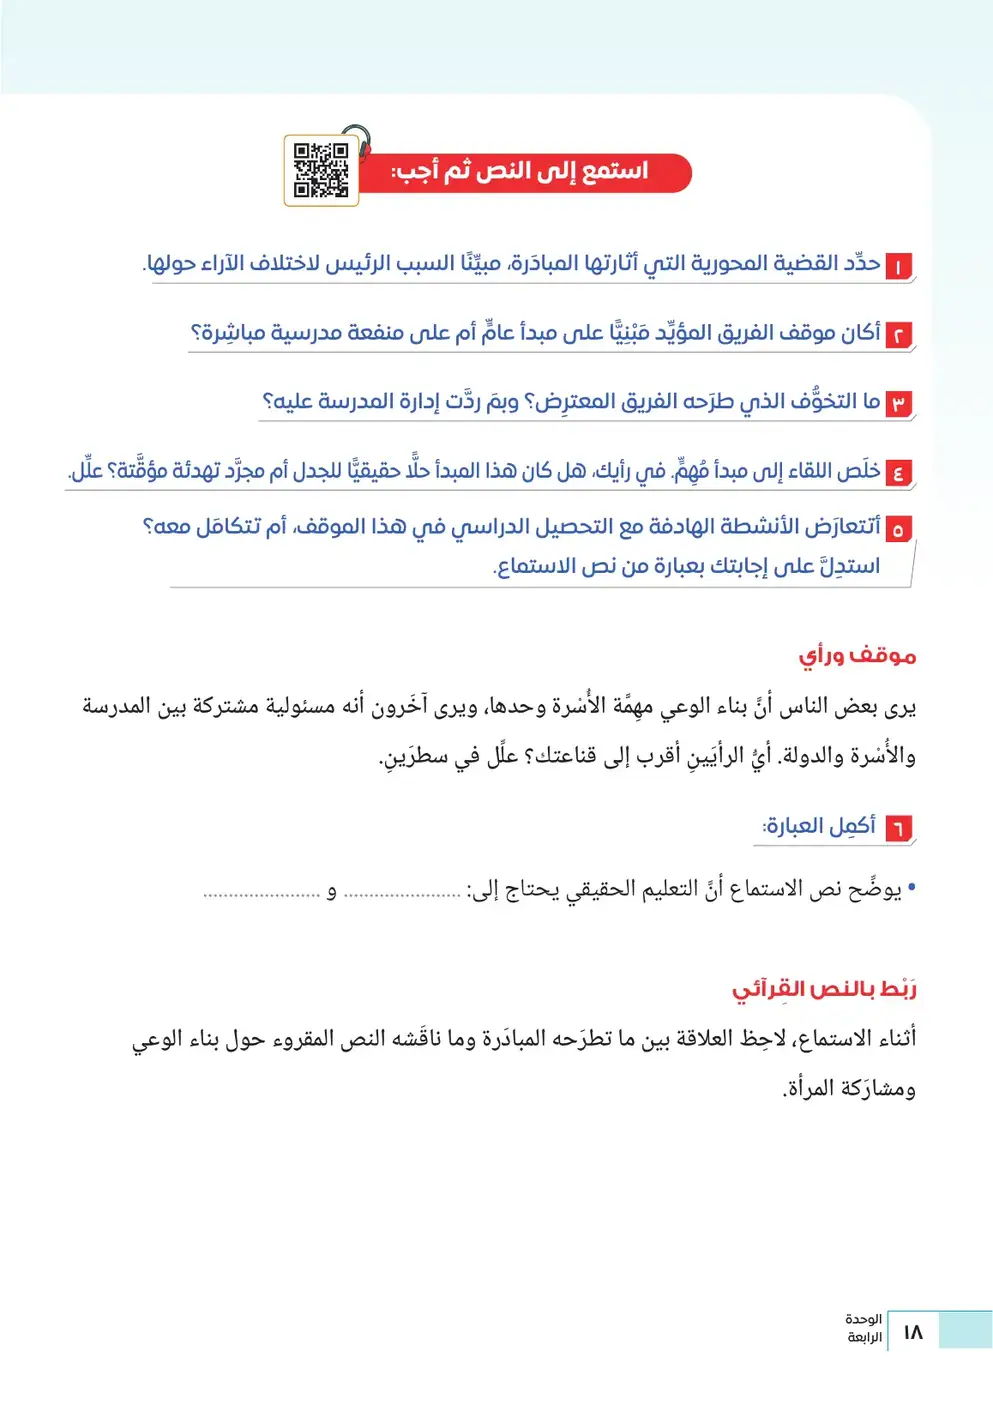 استمع إلى النص ثم أجب:
١ حدِّد القضية المحورية التي أثارتها المبادَرة، مبيِّنًا السبب الرئيس لاختلاف الآراء حولها.
٢ أكان موقف الفريق المؤيِّد مَبْنِيًّا على مبدأ عامٍّ أم على منفعة مدرسية مباشِرة؟
٣ ما التخوُّف الذي طرَحه الفريق المعترِض؟ وبمَ ردَّت إدارة المدرسة عليه؟
٤ خلَص اللقاء إلى مبدأ مُهِمٍّ. في رأيك، هل كان هذا المبدأ حلًّا حقيقيًّا للجدل أم مجرَّد تهدئة مؤقَّتة؟ علِّل.
٥ أتتعارَض الأنشطة الهادفة مع التحصيل الدراسي في هذا الموقف، أم تتكامَل معه؟
استدِلَّ على إجابتك بعبارة من نص الاستماع.
موقف ورأي
يرى بعض الناس أنَّ بناء الوعي مهِمَّة الأُسْرة وحدها، ويرى آخَرون أنه مسئولية مشتركة بين المدرسة
والأُسْرة والدولة. أيُّ الرأيَينِ أقرب إلى قناعتك؟ علِّل في سطرَينِ.
٦ أكمِل العبارة:
• يوضَّح نص الاستماع أنَّ التعليم الحقيقي يحتاج إلى: ..................... و .....................
رَبْط بالنص القِرآئي
أثناء الاستماع، لاحِظ العلاقة بين ما تطرَحه المبادَرة وما ناقَشه النص المقروء حول بناء الوعي
ومشارَكة المرأة.
الوحدة
الرابعة
١٨